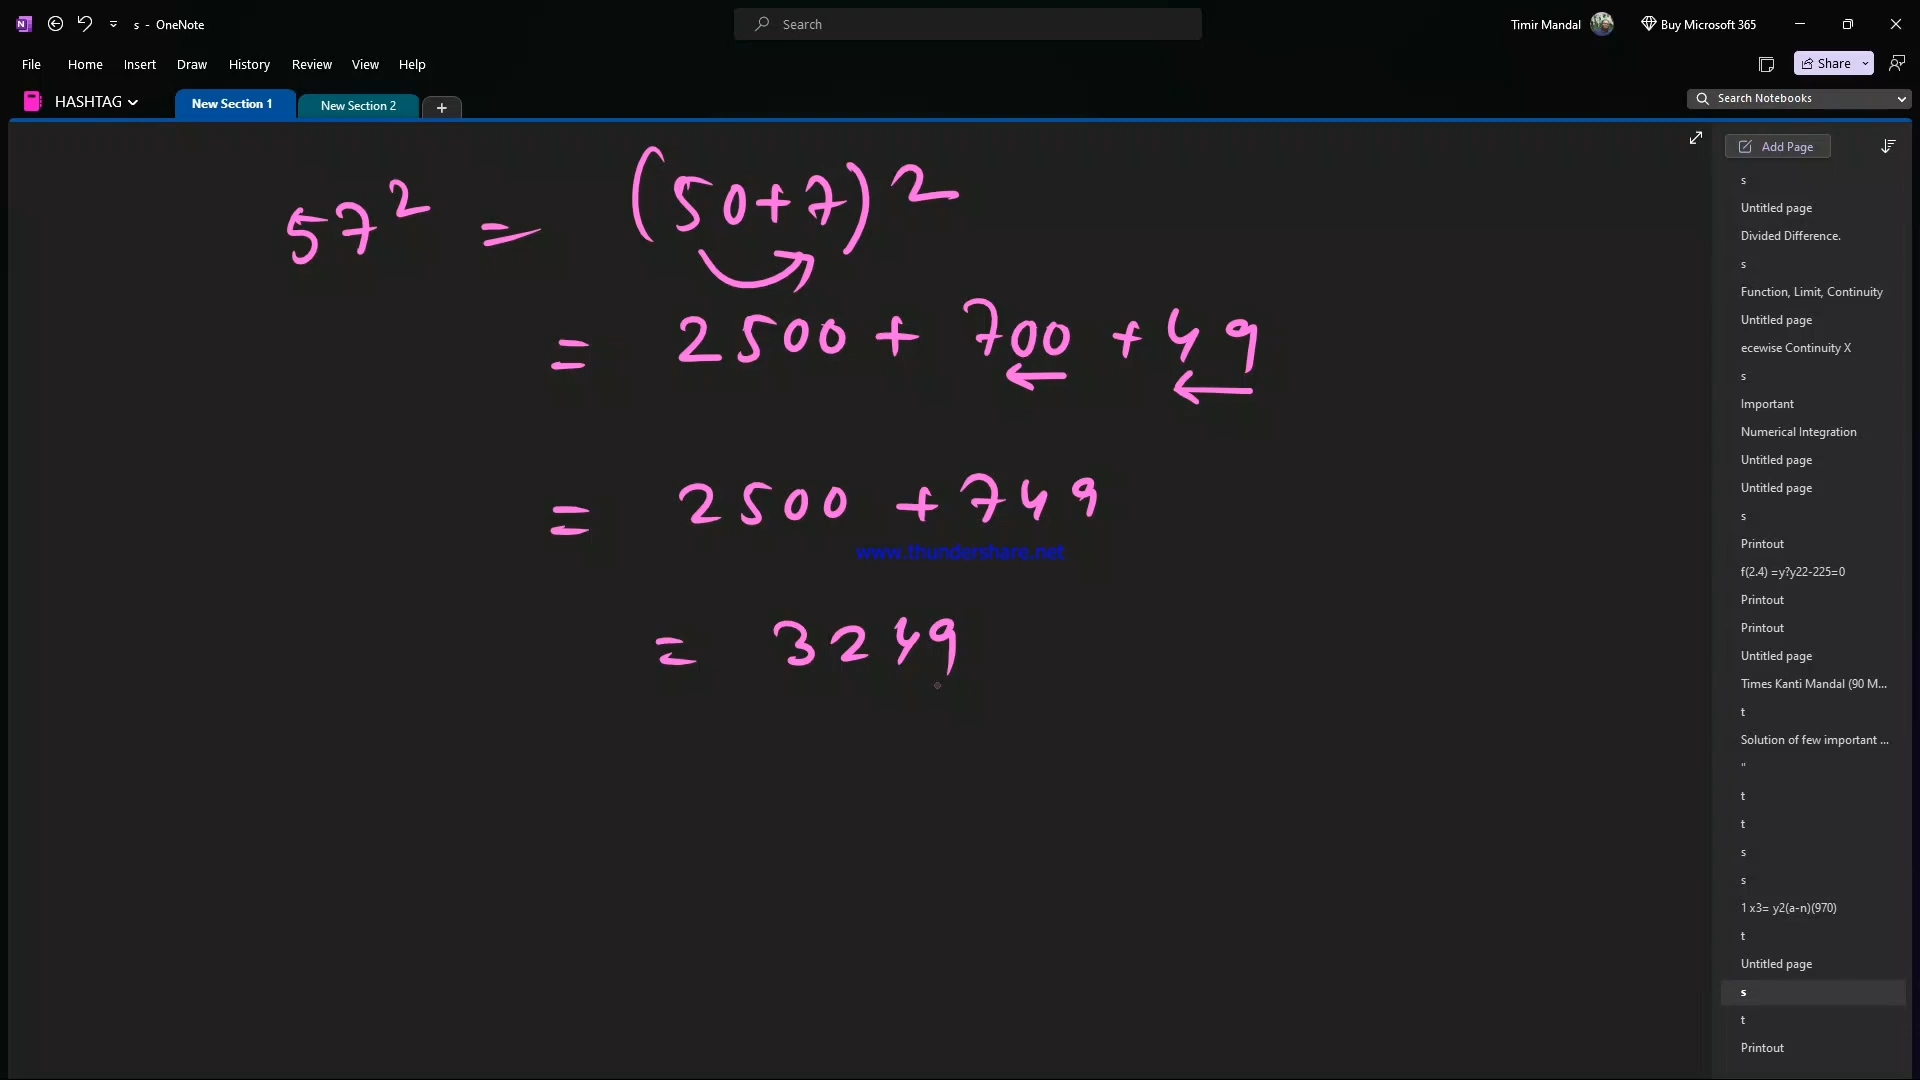 s - OneNote
Search
Timir Mandal
Buy Microsoft 365
File Home Insert Draw History Review View Help
Share
HASHTAG
New Section 1
New Section 2
+
Search Notebooks
Add Page
57² = (50+7)²
= 2500 + 700 + 49
= 2500 + 749
www.thundershare.net
= 3249
s
Untitled page
Divided Difference.
s
Function, Limit, Continuity
Untitled page
ecewise Continuity X
s
Important
Numerical Integration
Untitled page
Untitled page
s
Printout
f(2.4) =y?y22-225=0
Printout
Printout
Untitled page
Times Kanti Mandal (90 M...
t
Solution of few important ...
"
t
t
s
s
1 x3= y2(a-n)(970)
t
Untitled page
s
t
Printout